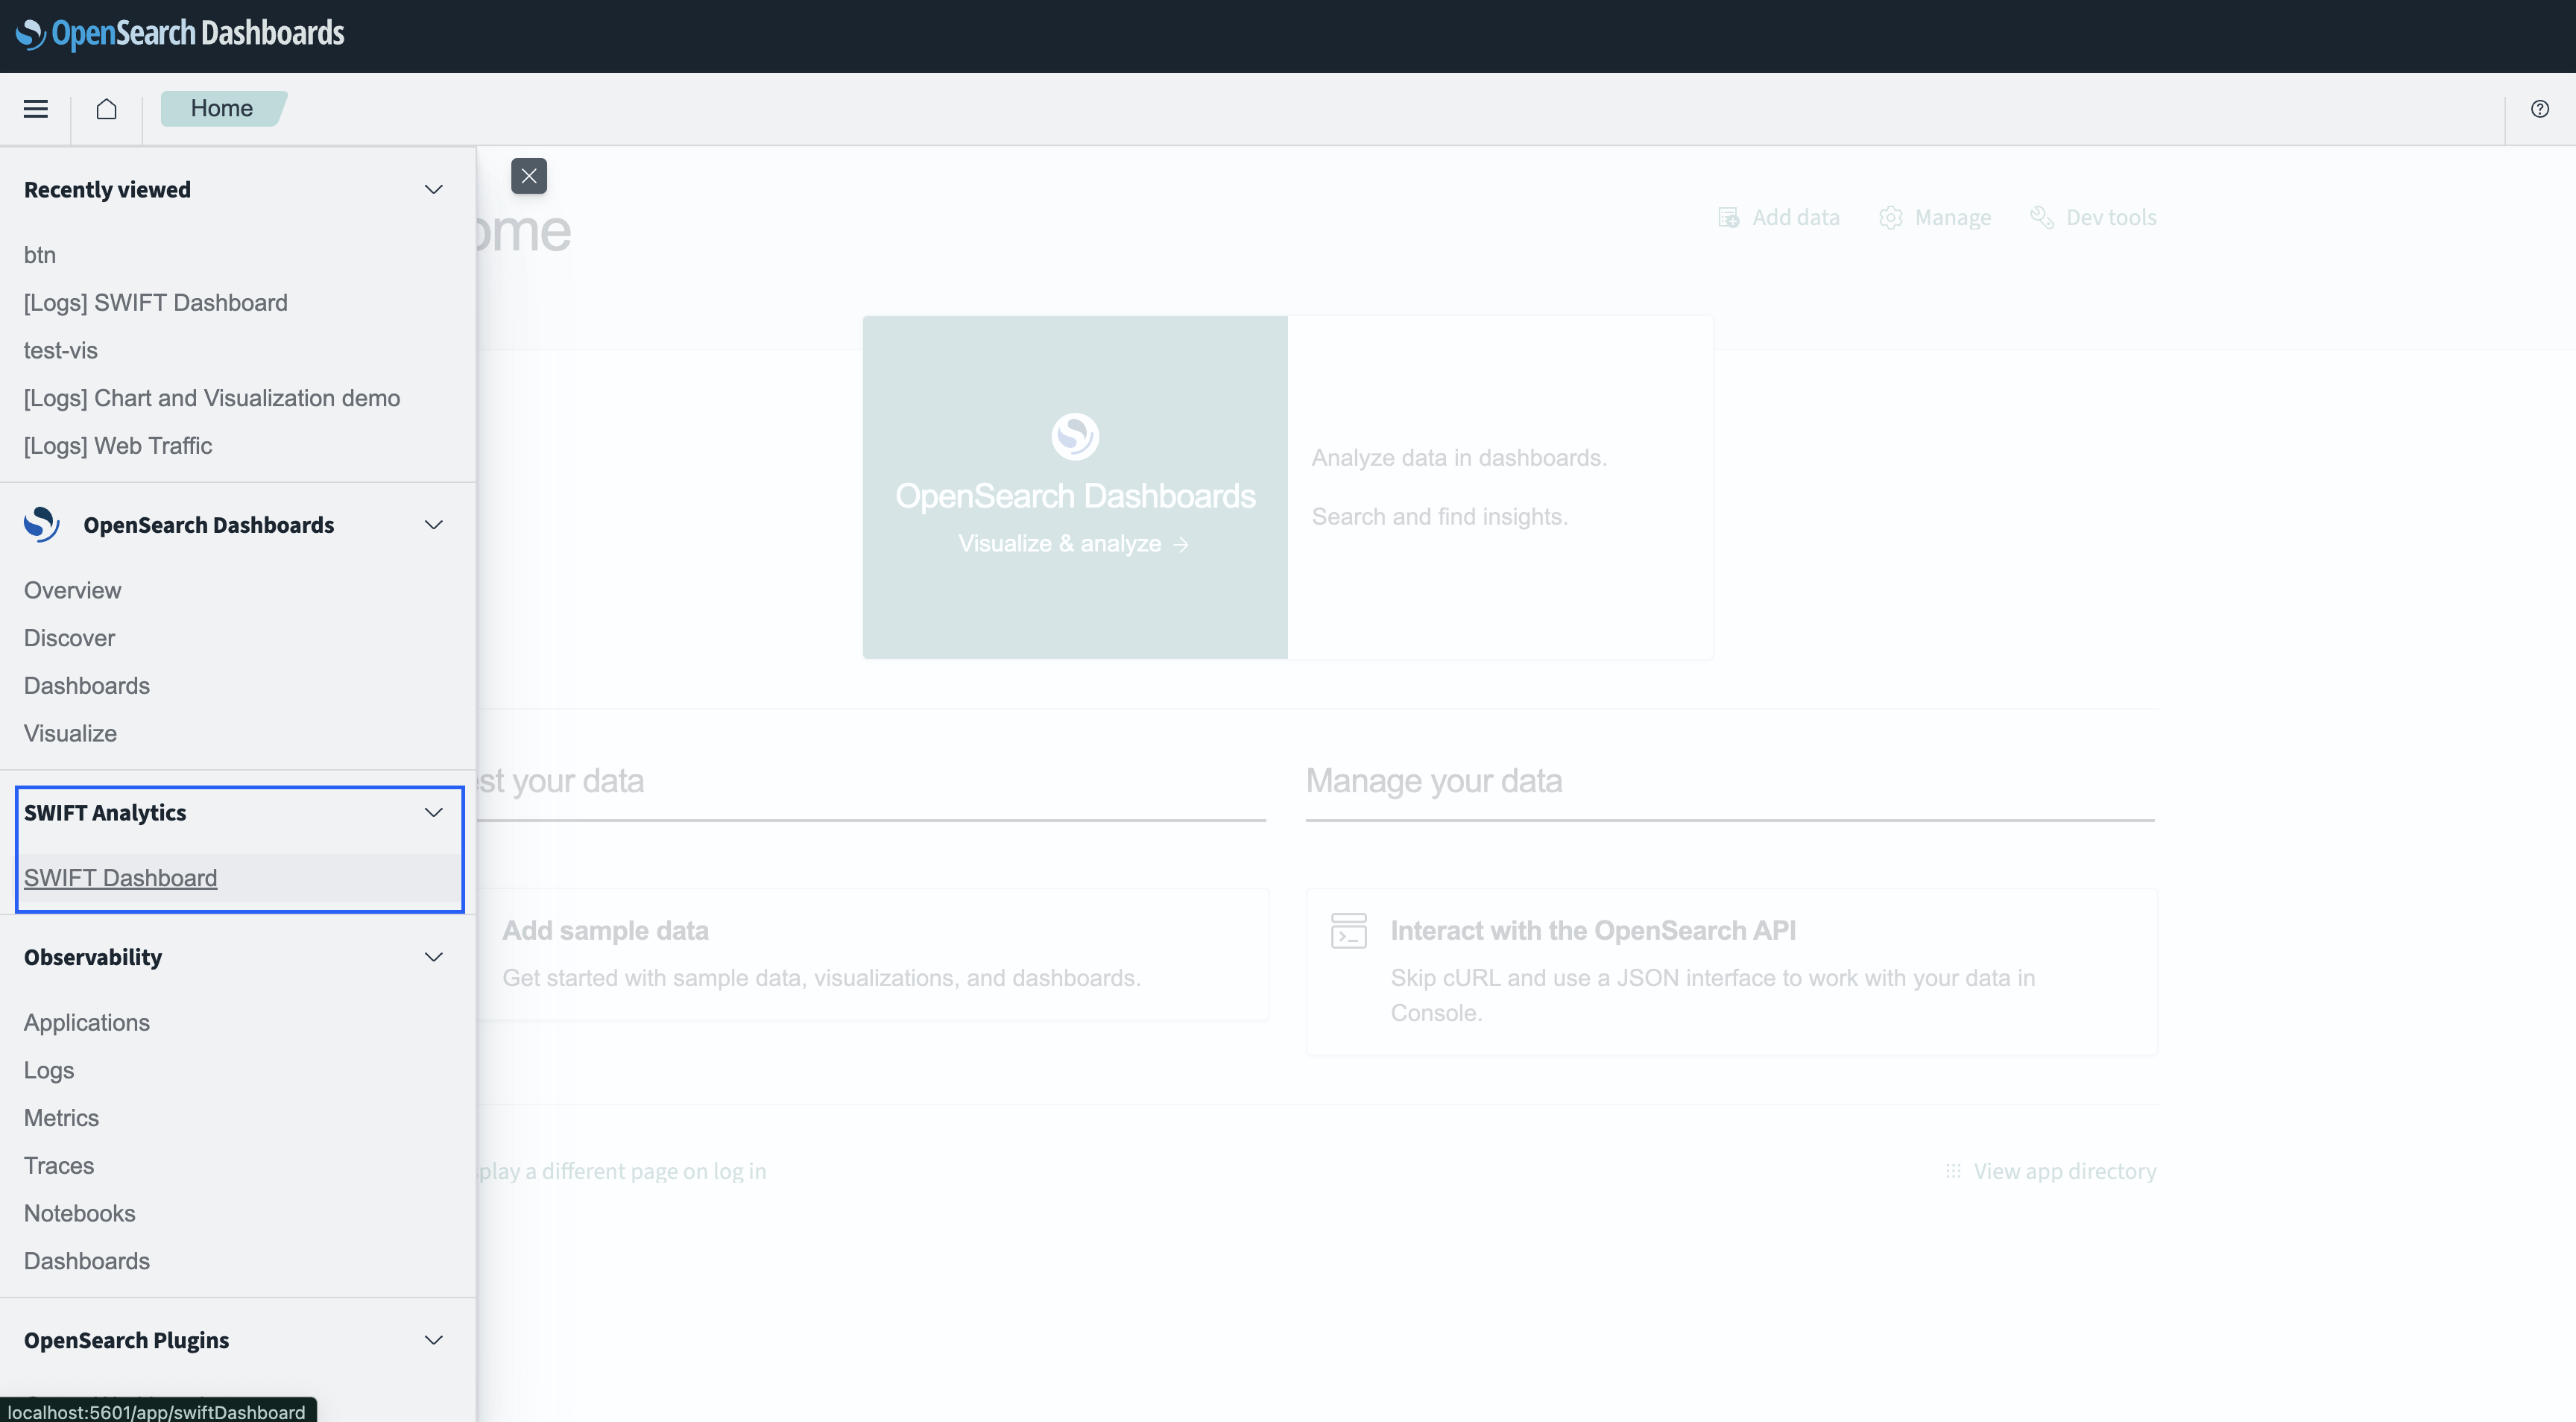 OpenSearch Dashboards
Home
Recently viewed
btn
[Logs] SWIFT Dashboard
test-vis
[Logs] Chart and Visualization demo
[Logs] Web Traffic
OpenSearch Dashboards
Overview
Discover
Dashboards
Visualize
SWIFT Analytics
SWIFT Dashboard
Observability
Applications
Logs
Metrics
Traces
Notebooks
Dashboards
OpenSearch Plugins
localhost:5601/app/swiftDashboard
ome
Add data
Manage
Dev tools
OpenSearch Dashboards
Visualize & analyze →
Analyze data in dashboards.
Search and find insights.
est your data
Add sample data
Get started with sample data, visualizations, and dashboards.
Manage your data
Interact with the OpenSearch API
Skip cURL and use a JSON interface to work with your data in
Console.
play a different page on log in
View app directory